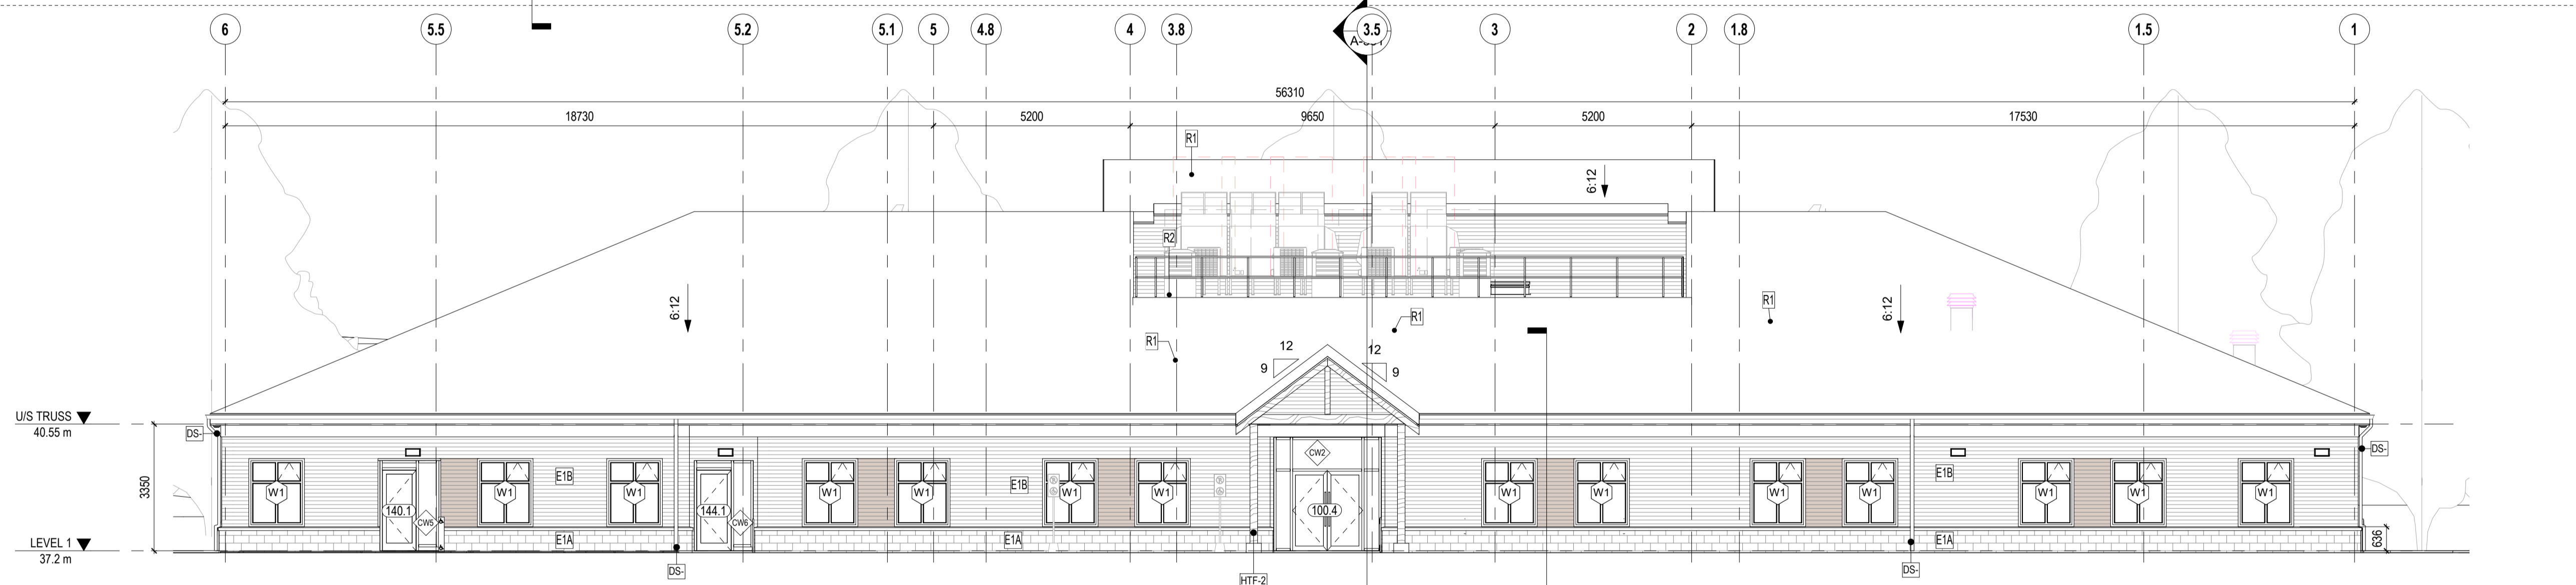 6 5.5 5.2 5.1 5 4.8 4 3.8 3.5 3 2 1.8 1.5 1
56310
18730 5200 9650 5200 17530
R1
6:12
R2
6:12 R1 6:12
R1
R1
12 12
9 9
U/S TRUSS
40.55 m
DS- DS-
CW2
E1B E1B E1B
W1 W1 W1 W1 W1 W1 W1 W1 W1 W1 W1 W1 W1 W1
3350
140.1 144.1 100.4
CW5 CW6
E1A E1A E1A
636
LEVEL 1
37.2 m
DS- DS-
HTF-2